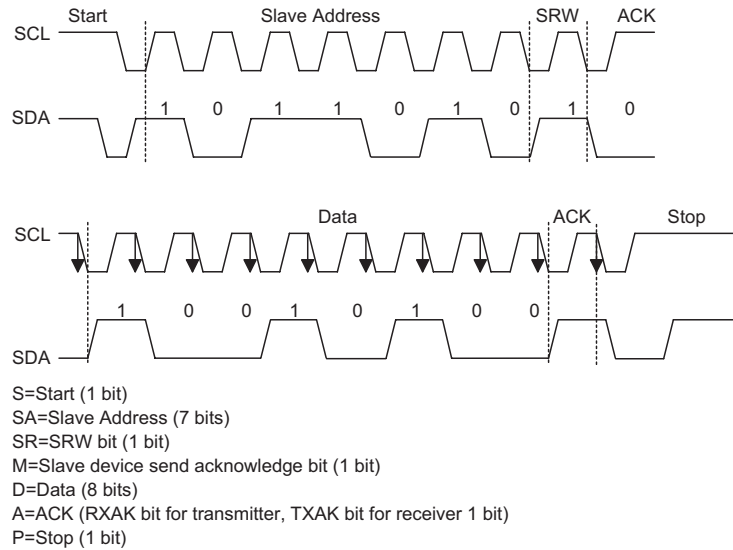 Start Slave Address SRW ACK
SCL
1 0 1 1 0 1 0 1 0
SDA
Data ACK Stop
SCL
1 0 0 1 0 1 0 0
SDA
S=Start (1 bit)
SA=Slave Address (7 bits)
SR=SRW bit (1 bit)
M=Slave device send acknowledge bit (1 bit)
D=Data (8 bits)
A=ACK (RXAK bit for transmitter, TXAK bit for receiver 1 bit)
P=Stop (1 bit)